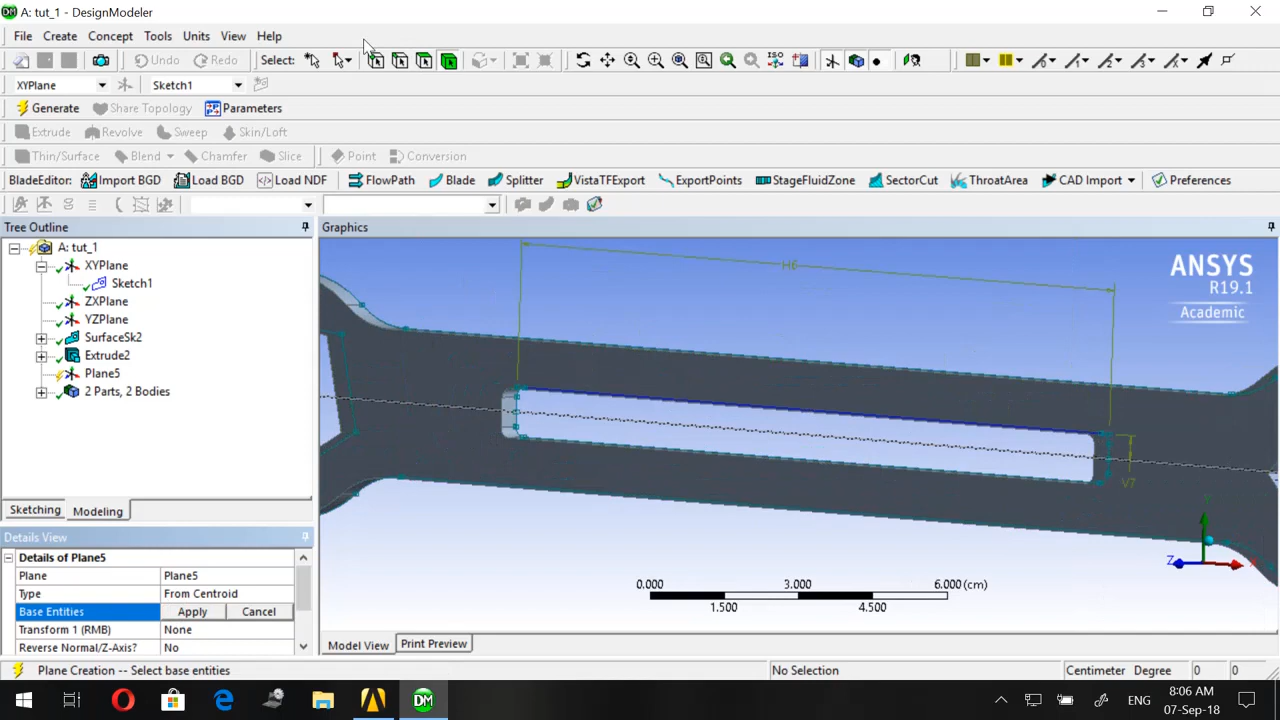 A: tut_1 - DesignModeler
File Create Concept Tools Units View Help
Undo Redo Select: ISO
XYPlane Sketch1
Generate Share Topology Parameters
Extrude Revolve Sweep Skin/Loft
Thin/Surface Blend Chamfer Slice Point Conversion
BladeEditor: Import BGD Load BGD Load NDF FlowPath Blade Splitter VistaTFExport ExportPoints StageFluidZone SectorCut ThroatArea CAD Import Preferences
Tree Outline
A: tut_1
XYPlane
Sketch1
ZXPlane
YZPlane
SurfaceSk2
Extrude2
Plane5
2 Parts, 2 Bodies
Sketching Modeling
Details View
Details of Plane5
Plane Plane5
Type From Centroid
Base Entities Apply Cancel
Transform 1 (RMB) None
Reverse Normal/Z-Axis? No
Graphics
H6
ANSYS
R19.1
Academic
V7
Y
Z X
0.000 3.000 6.000 (cm)
1.500 4.500
Model View Print Preview
Plane Creation -- Select base entities No Selection Centimeter Degree 0 0
DM ENG 8:06 AM
07-Sep-18